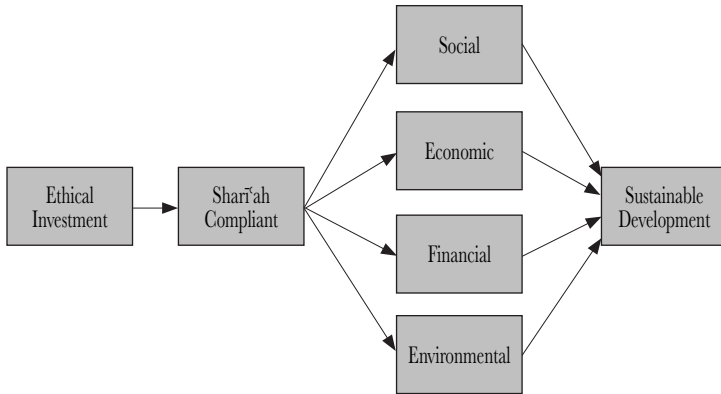 Social
Economic
Ethical
Investment
Sharīʿah
Compliant
Sustainable
Development
Financial
Environmental